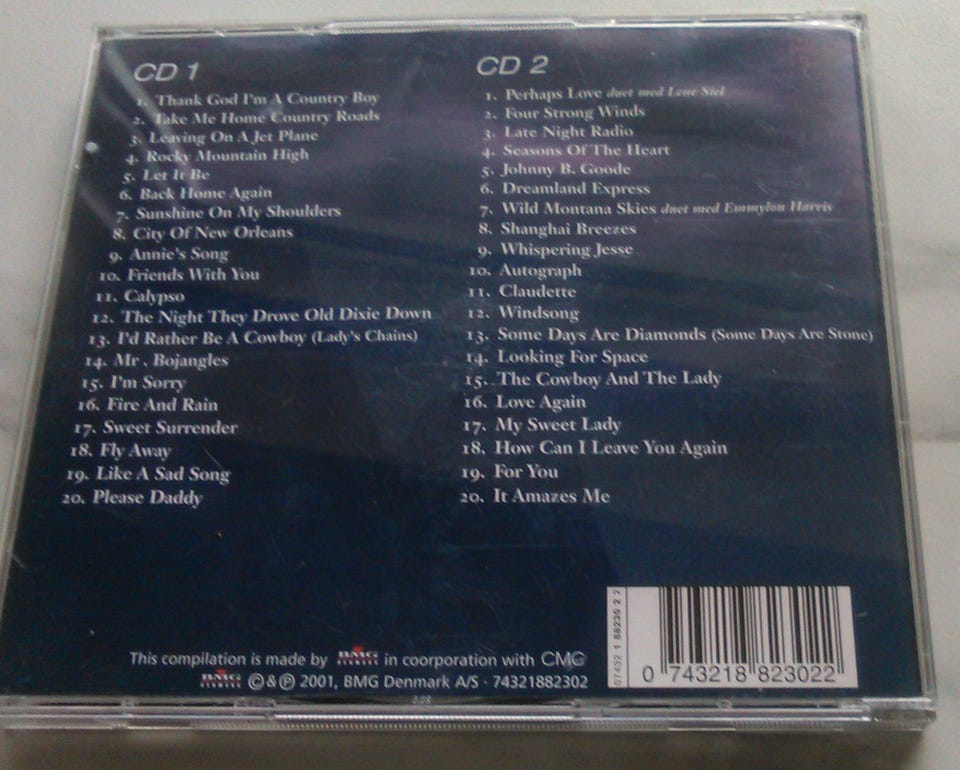 CD 1
1. Thank God I'm A Country Boy
2. Take Me Home Country Roads
3. Leaving On A Jet Plane
4. Rocky Mountain High
5. Let It Be
6. Back Home Again
7. Sunshine On My Shoulders
8. City Of New Orleans
9. Annie's Song
10. Friends With You
11. Calypso
12. The Night They Drove Old Dixie Down
13. I'd Rather Be A Cowboy (Lady's Chains)
14. Mr . Bojangles
15. I'm Sorry
16. Fire And Rain
17. Sweet Surrender
18. Fly Away
19. Like A Sad Song
20. Please Daddy
CD 2
1. Perhaps Love duet med Lene Siel
2. Four Strong Winds
3. Late Night Radio
4. Seasons Of The Heart
5. Johnny B. Goode
6. Dreamland Express
7. Wild Montana Skies duet med Emmylou Harris
8. Shanghai Breezes
9. Whispering Jesse
10. Autograph
11. Claudette
12. Windsong
13. Some Days Are Diamonds (Some Days Are Stone)
14. Looking For Space
15. The Cowboy And The Lady
16. Love Again
17. My Sweet Lady
18. How Can I Leave You Again
19. For You
20. It Amazes Me
This compilation is made by BMG in coorporation with CMC
BMG © & ℗ 2001, BMG Denmark A/S · 74321882302
07432 1 88230 2 2
0 743218 823022